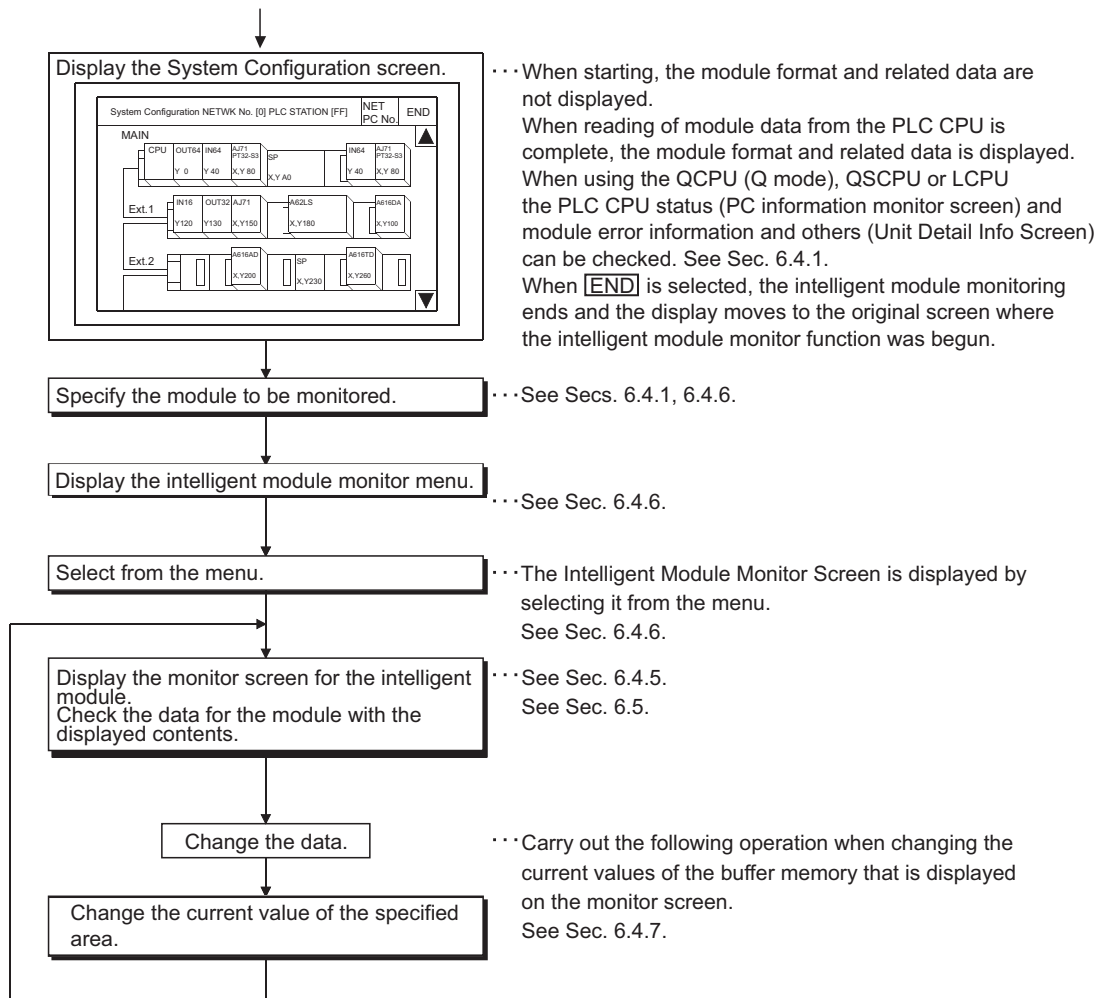 Display the System Configuration screen.
System Configuration NETWK No. [0] PLC STATION [FF]
NET
PC No.
END
MAIN
CPU OUT64 IN64 AJ71 PT32-S3 SP IN64 AJ71 PT32-S3
Y 0 Y 40 X,Y 80 X,Y A0 Y 40 X,Y 80
Ext.1
IN16 OUT32 AJ71 A62LS A616DA
Y120 Y130 X,Y150 X,Y180 X,Y100
Ext.2
A616AD SP A616TD
X,Y200 X,Y230 X,Y260
···When starting, the module format and related data are
not displayed.
When reading of module data from the PLC CPU is
complete, the module format and related data is displayed.
When using the QCPU (Q mode), QSCPU or LCPU
the PLC CPU status (PC information monitor screen) and
module error information and others (Unit Detail Info Screen)
can be checked. See Sec. 6.4.1.
When END is selected, the intelligent module monitoring
ends and the display moves to the original screen where
the intelligent module monitor function was begun.
Specify the module to be monitored.
···See Secs. 6.4.1, 6.4.6.
Display the intelligent module monitor menu.
···See Sec. 6.4.6.
Select from the menu.
···The Intelligent Module Monitor Screen is displayed by
selecting it from the menu.
See Sec. 6.4.6.
Display the monitor screen for the intelligent
module.
Check the data for the module with the
displayed contents.
···See Sec. 6.4.5.
See Sec. 6.5.
Change the data.
···Carry out the following operation when changing the
current values of the buffer memory that is displayed
on the monitor screen.
See Sec. 6.4.7.
Change the current value of the specified
area.